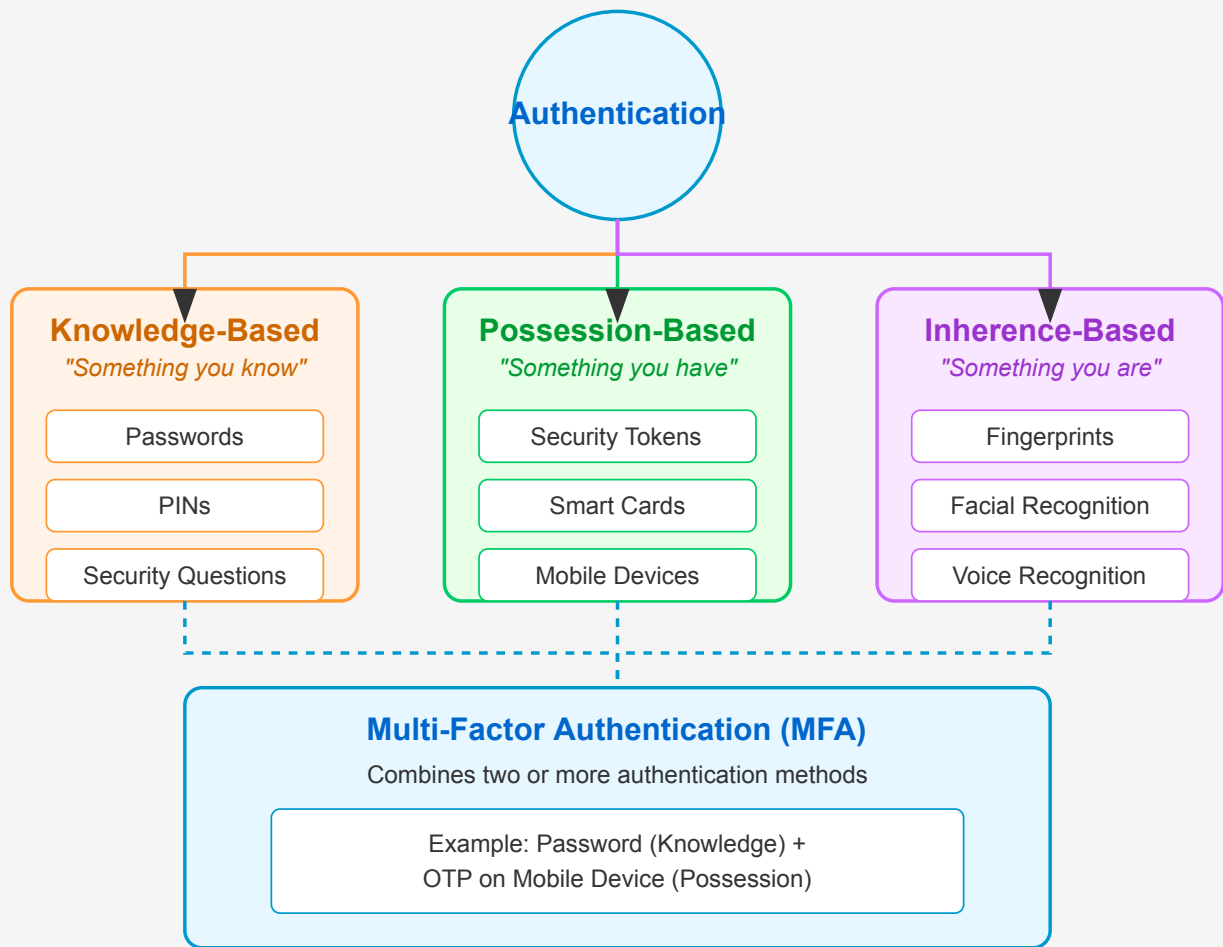 Authentication
Knowledge-Based
"Something you know"
Passwords
PINs
Security Questions
Possession-Based
"Something you have"
Security Tokens
Smart Cards
Mobile Devices
Inherence-Based
"Something you are"
Fingerprints
Facial Recognition
Voice Recognition
Multi-Factor Authentication (MFA)
Combines two or more authentication methods
Example: Password (Knowledge) +
OTP on Mobile Device (Possession)